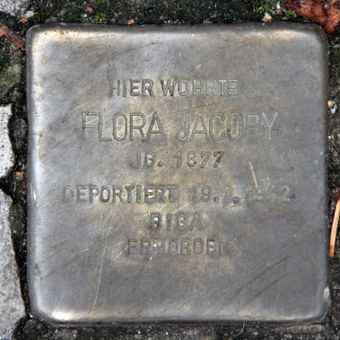 HIER WOHNTE
FLORA JACOBY
JG. 1877
DEPORTIERT 19.1.1942
RIGA
ERMORDET